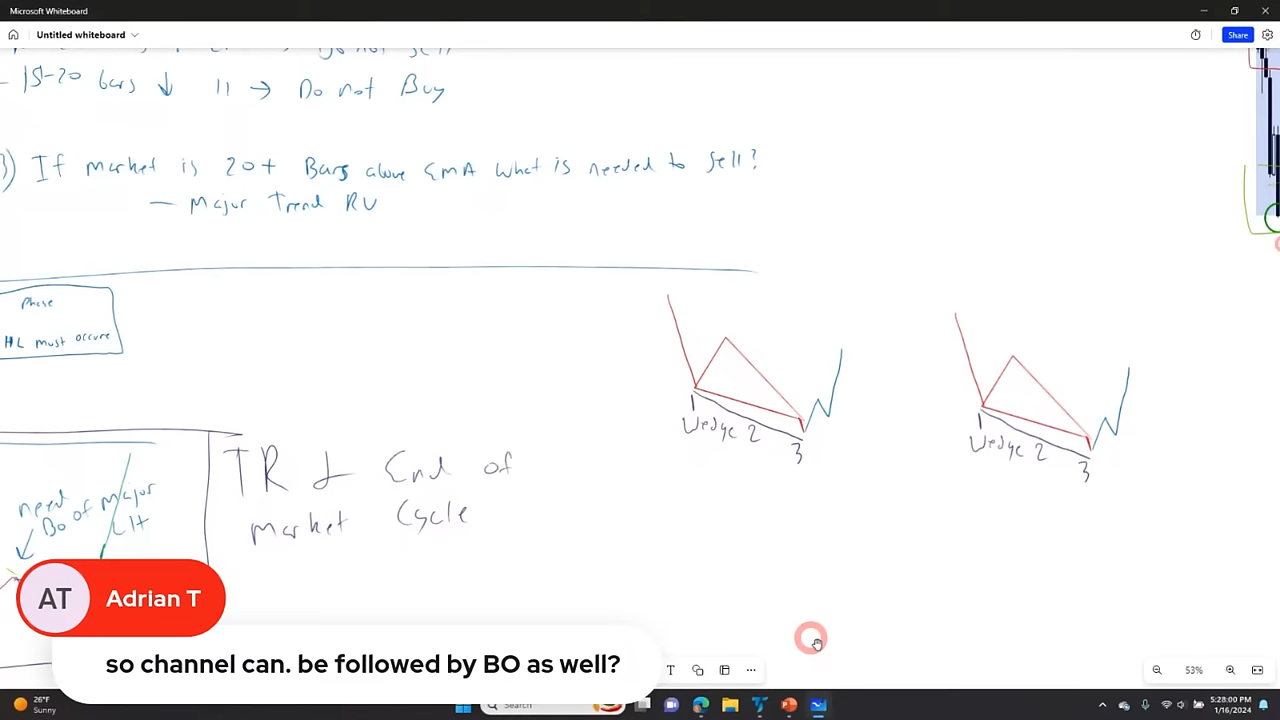 Microsoft Whiteboard
Untitled whiteboard
Share
- 15-20 bars ↓ 11 → Do not Buy
3) If market is 20+ Bars above EMA what is needed to sell?
- Major Trend RV
Phase
HL must occure
1
Wedge 2
3
1
Wedge 2
3
need
BO of Major
LH
TR & End of
market Cycle
AT
Adrian T
so channel can. be followed by BO as well?
T
53%
26°F
Sunny
Search
5:28:00 PM
1/16/2024